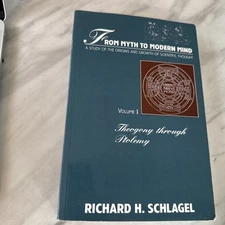 FROM MYTH TO MODERN MIND
A STUDY OF THE ORIGINS AND GROWTH OF SCIENTIFIC THOUGHT
VOLUME I
Theogony through
Ptolemy
RICHARD H. SCHLAGEL